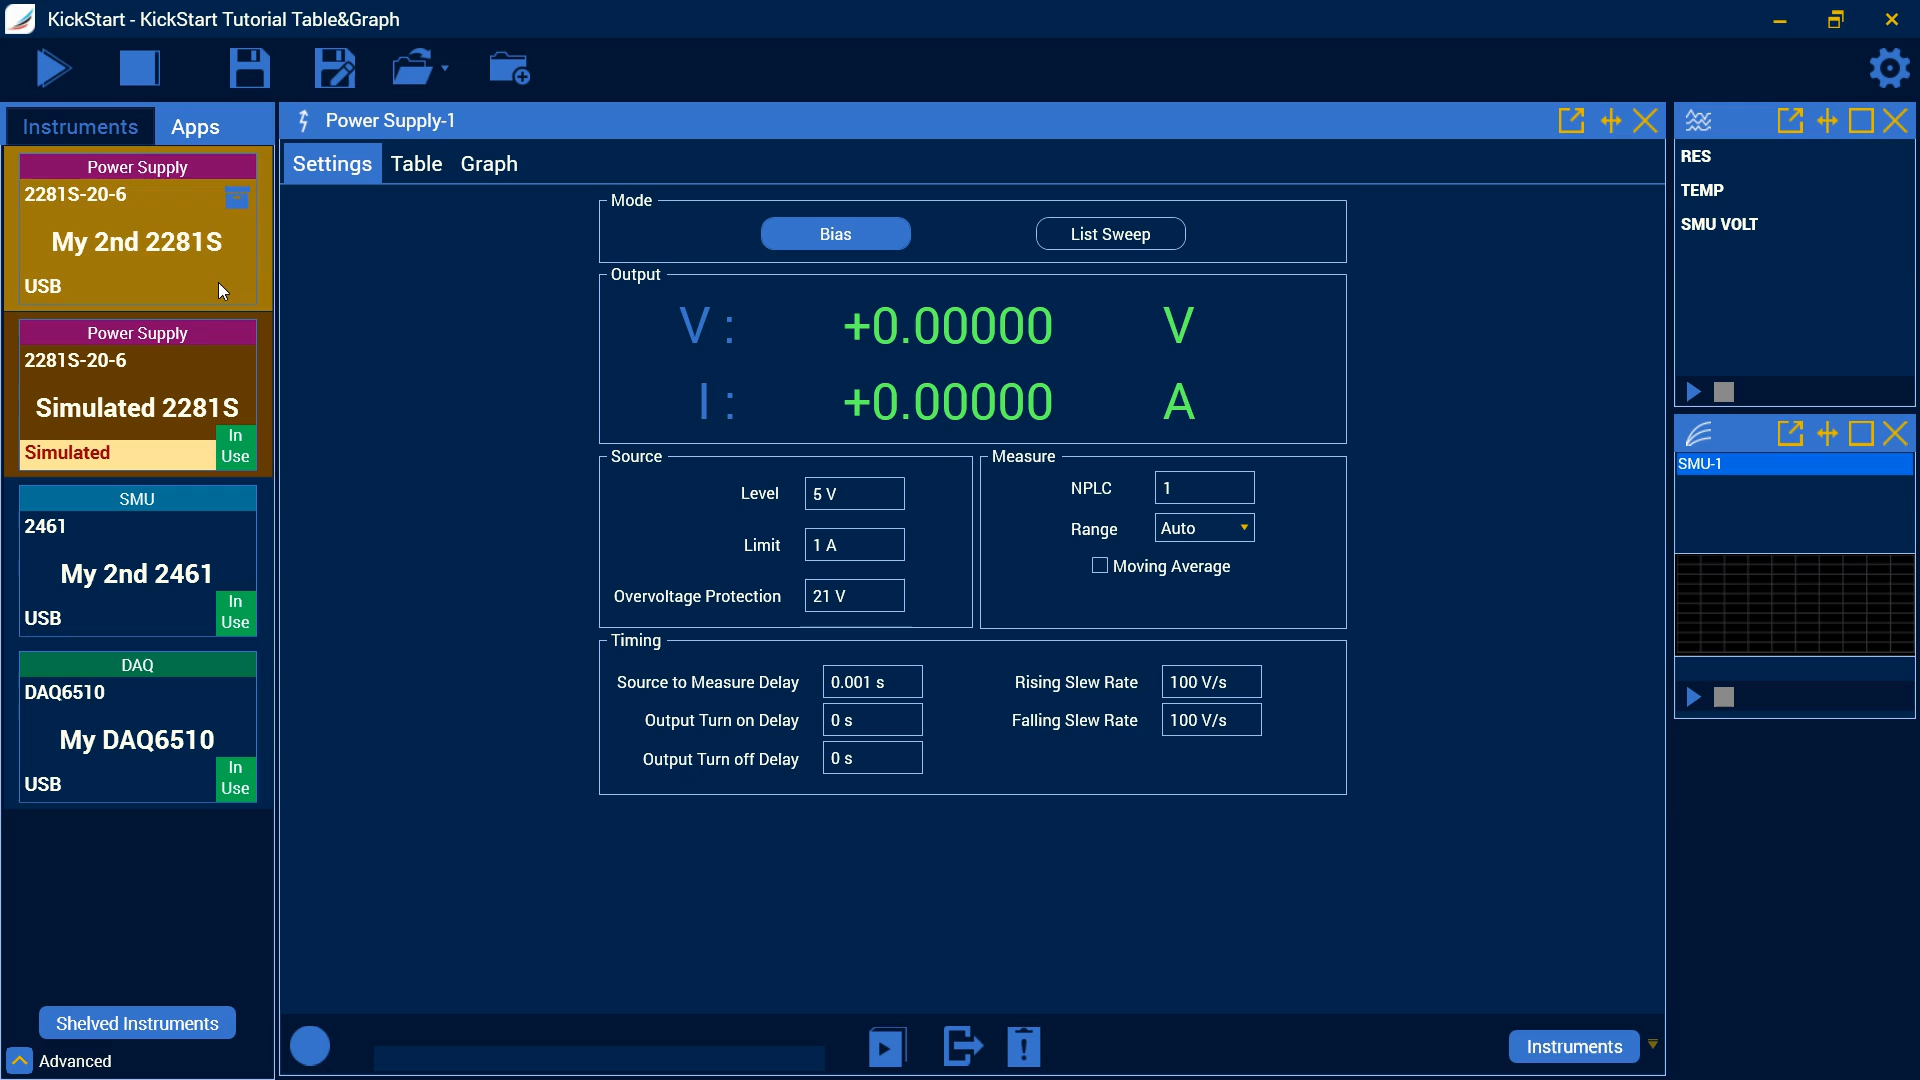 KickStart - KickStart Tutorial Table&Graph
Instruments
Apps
Power Supply
2281S-20-6
My 2nd 2281S
USB
Power Supply
2281S-20-6
Simulated 2281S
Simulated
In
Use
SMU
2461
My 2nd 2461
USB
In
Use
DAQ
DAQ6510
My DAQ6510
USB
In
Use
Shelved Instruments
Advanced
Power Supply-1
Settings Table Graph
Mode
Bias
List Sweep
Output
V : +0.00000 V
I : +0.00000 A
Source
Level 5 V
Limit 1 A
Overvoltage Protection 21 V
Measure
NPLC 1
Range Auto
Moving Average
Timing
Source to Measure Delay 0.001 s
Output Turn on Delay 0 s
Output Turn off Delay 0 s
Rising Slew Rate 100 V/s
Falling Slew Rate 100 V/s
Instruments
RES
TEMP
SMU VOLT
SMU-1